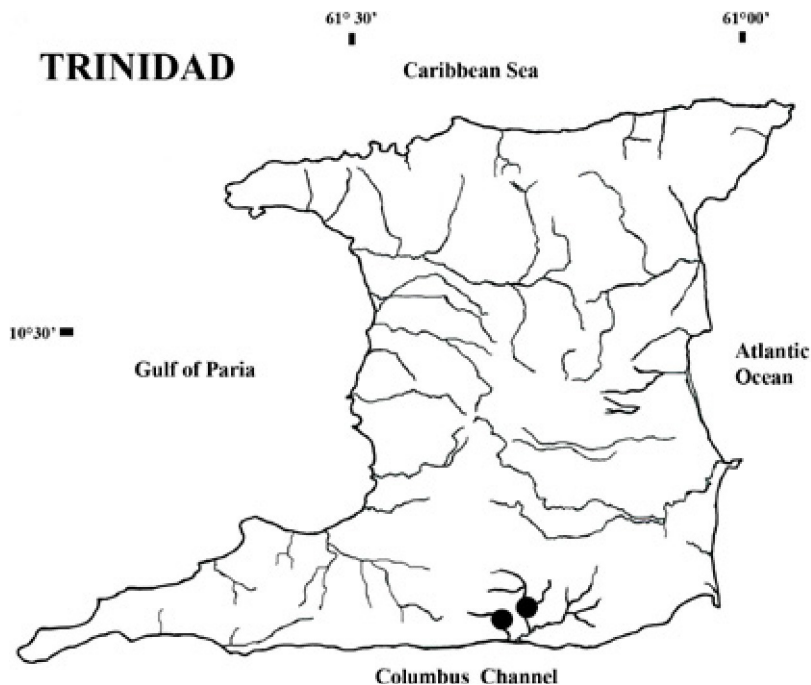 61° 30'
61° 00'
TRINIDAD
Caribbean Sea
10°30'
Gulf of Paria
Atlantic
Ocean
Columbus Channel